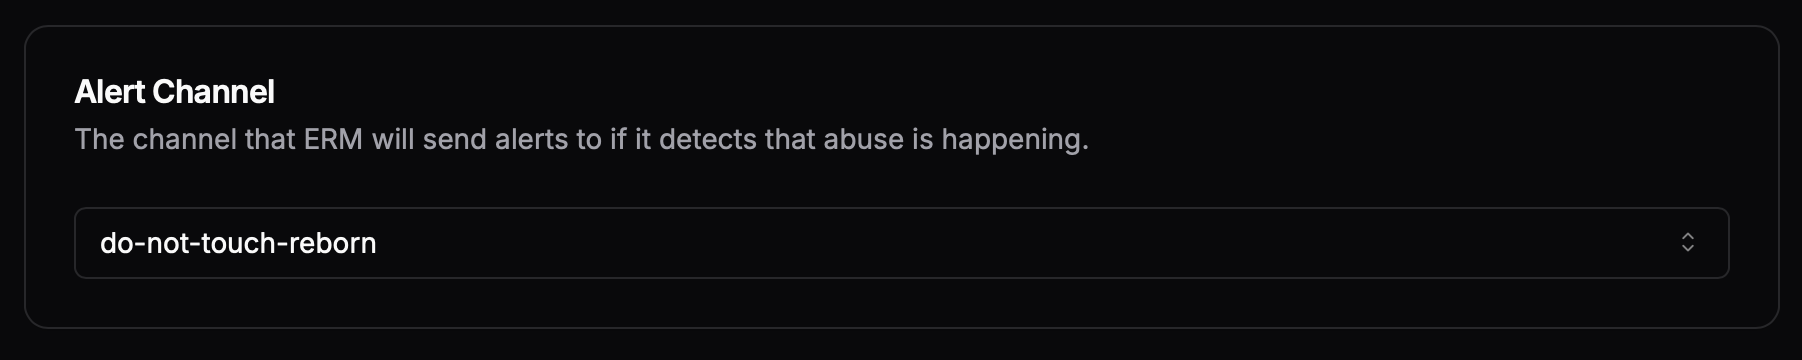 Alert Channel
The channel that ERM will send alerts to if it detects that abuse is happening.
do-not-touch-reborn